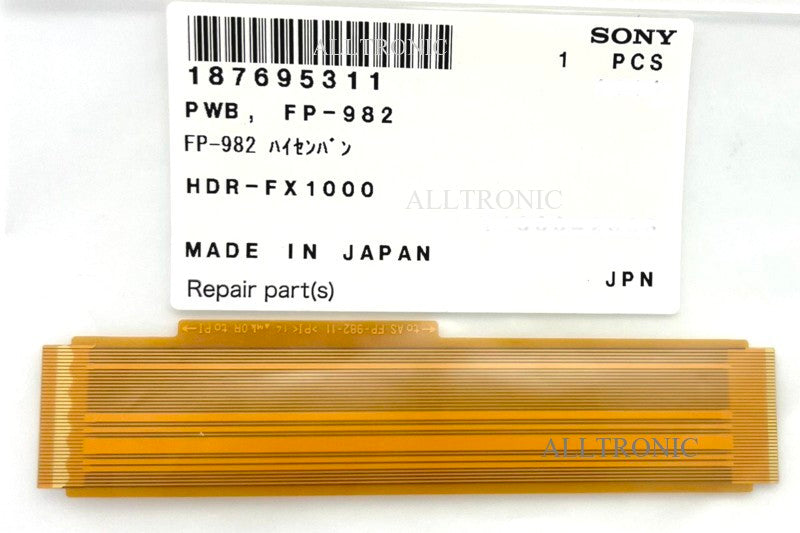 ALLTRONIC
SONY
187695311
1 PCS
PWB, FP-982
FP-982 ハイセンバン
HDR-FX1000
ALLTRONIC
MADE IN JAPAN
JPN
Repair part(s)
ALLTRONIC